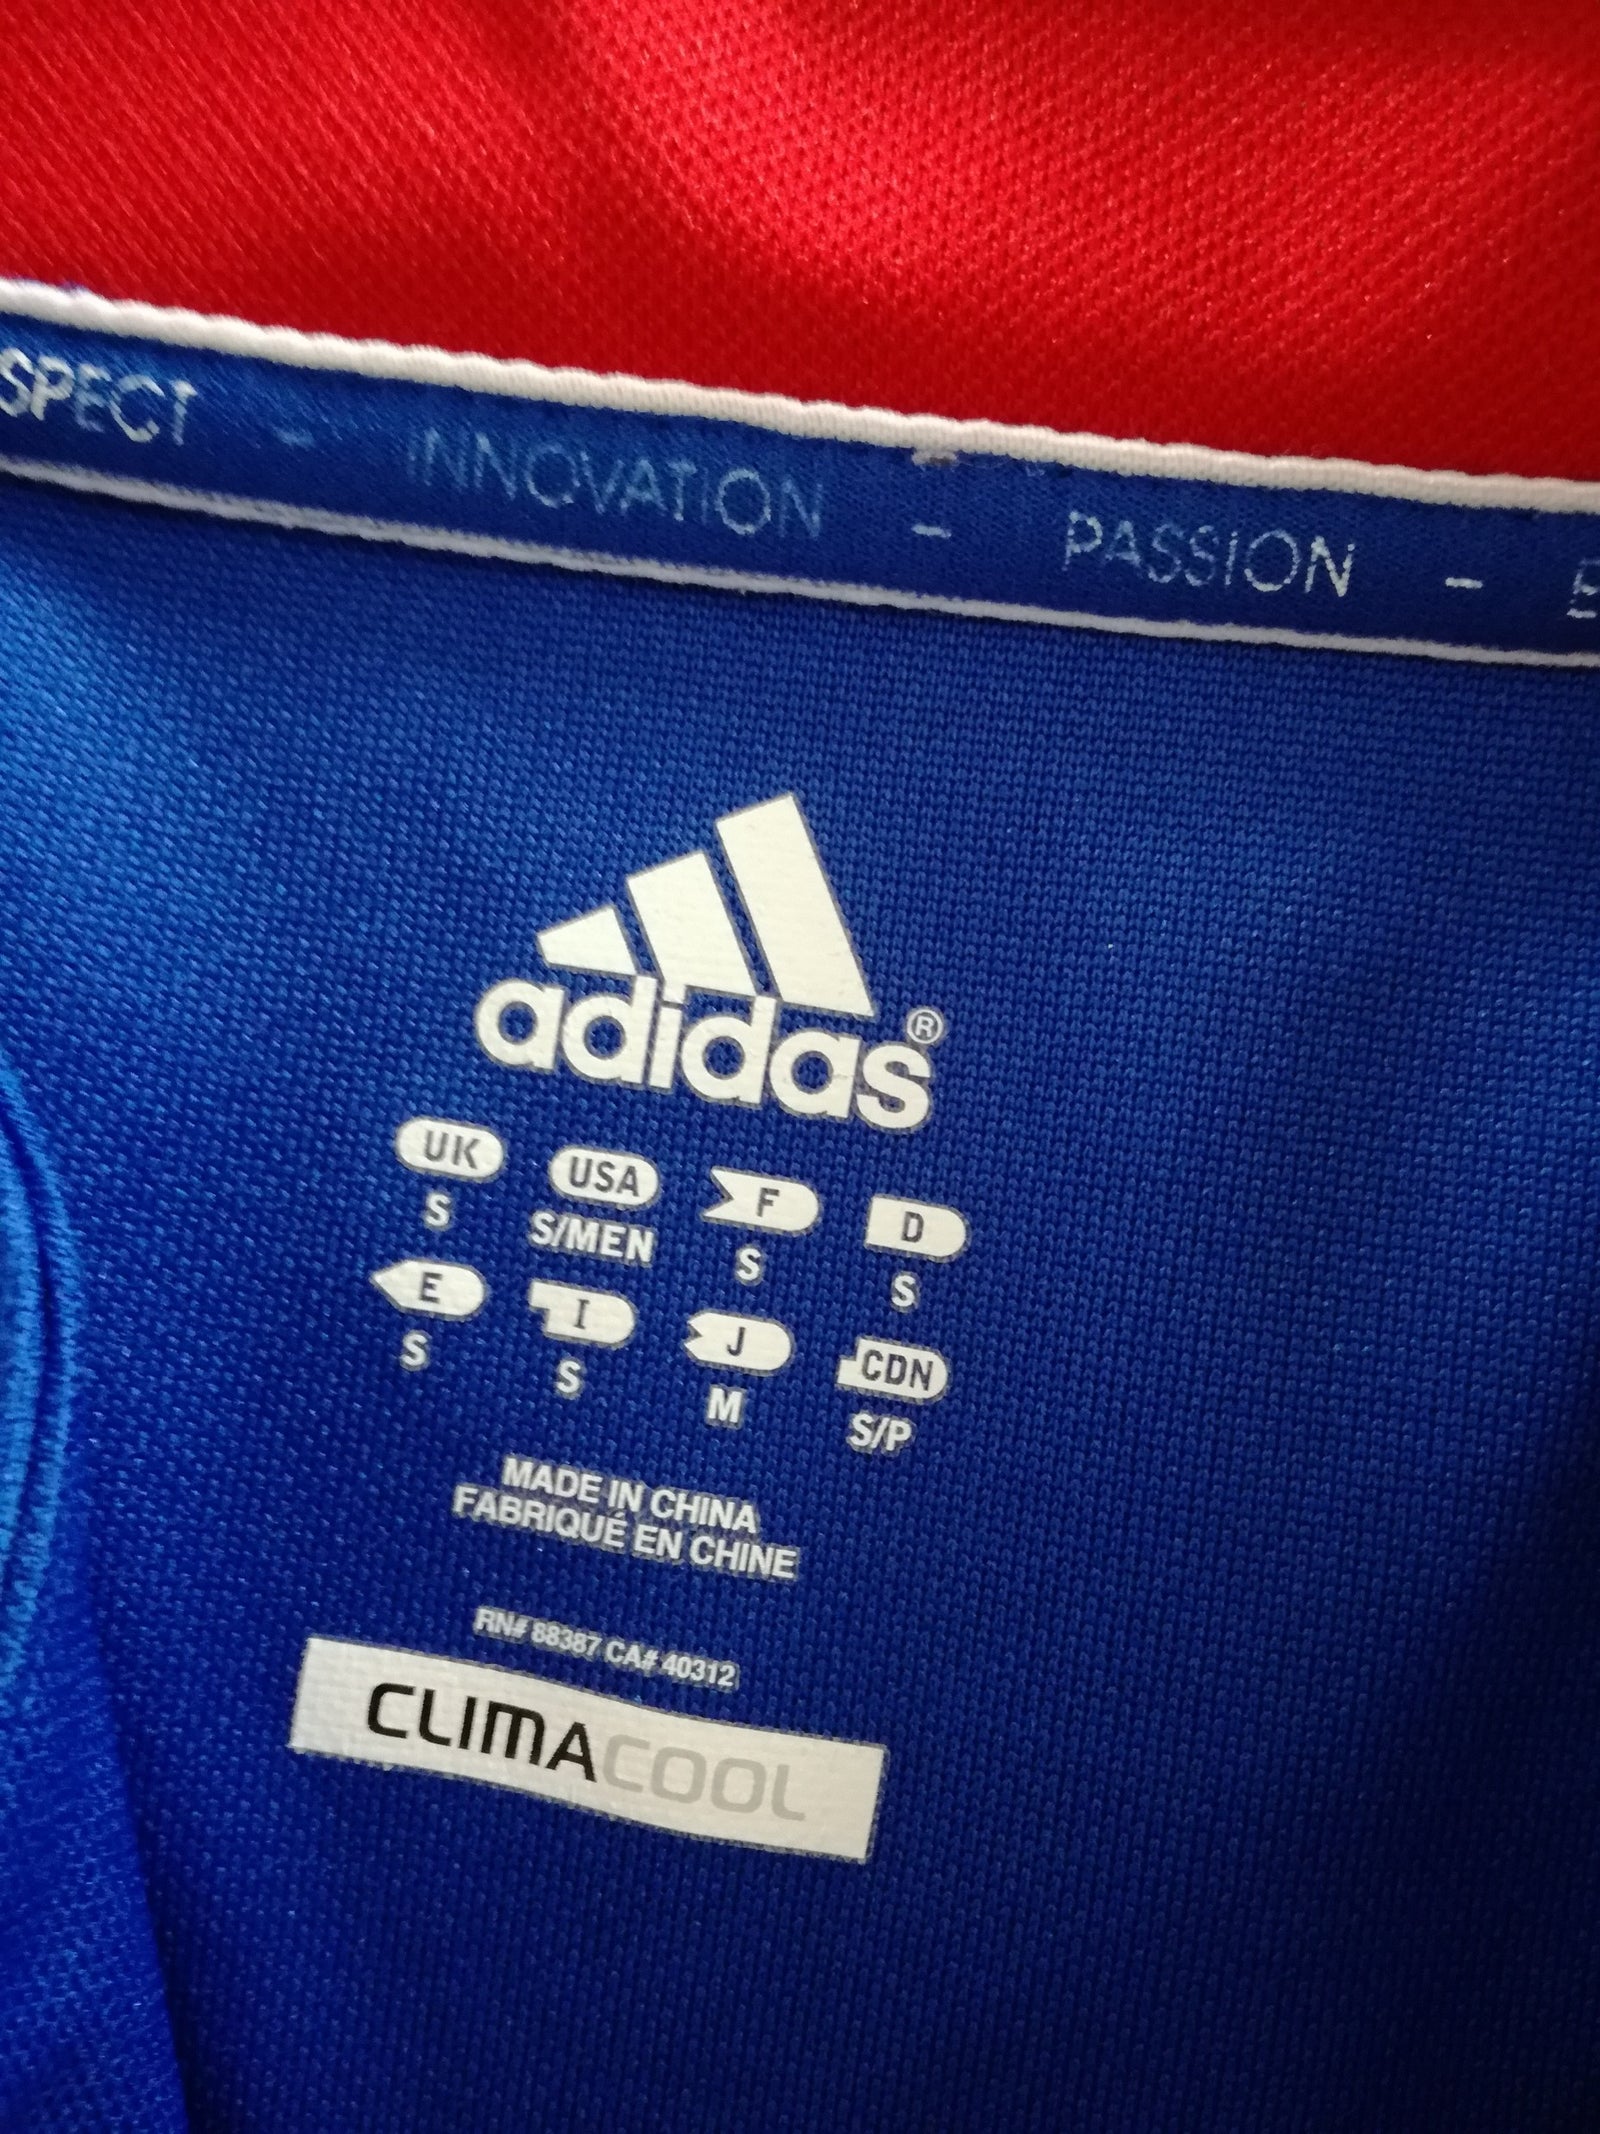 SPECT - INNOVATION - PASSION -
adidas®
UK USA F D
S S/MEN S S
E I J CDN
S S M S/P
MADE IN CHINA
FABRIQUÉ EN CHINE
RN# 88387 CA# 40312
CLIMACOOL